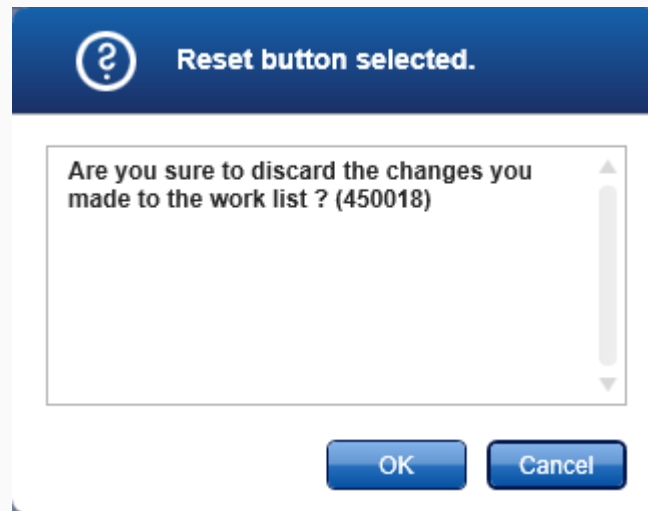 Reset button selected.
Are you sure to discard the changes you
made to the work list ? (450018)
OK
Cancel